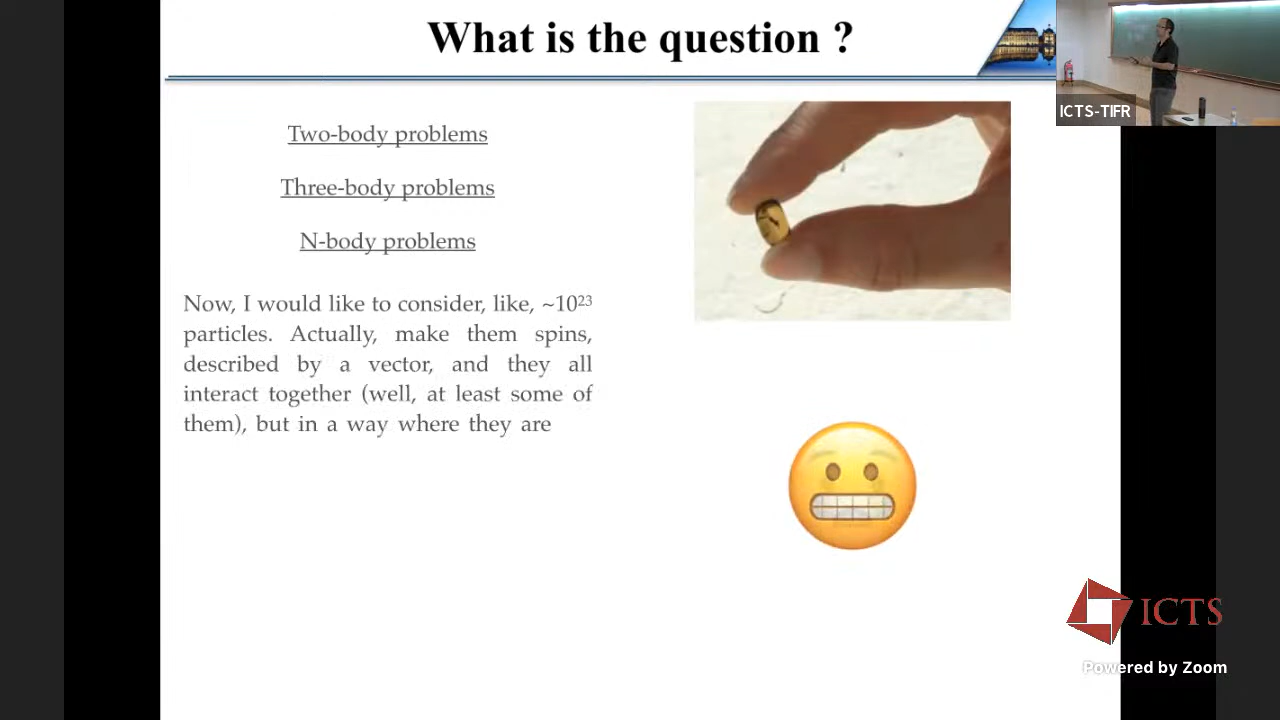 What is the question ?
ICTS-TIFR
Two-body problems
Three-body problems
N-body problems
Now, I would like to consider, like, ~10²³
particles. Actually, make them spins,
described by a vector, and they all
interact together (well, at least some of
them), but in a way where they are
ICTS
Powered by Zoom